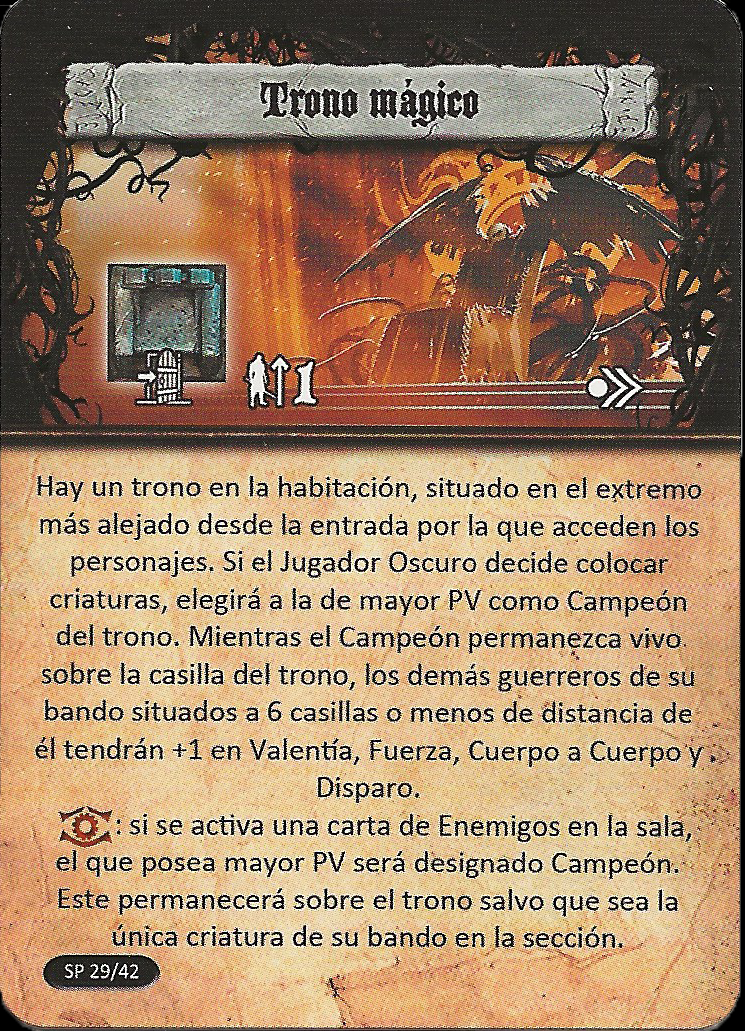 Trono mágico
1
Hay un trono en la habitación, situado en el extremo
más alejado desde la entrada por la que acceden los
personajes. Si el Jugador Oscuro decide colocar
criaturas, elegirá a la de mayor PV como Campeón
del trono. Mientras el Campeón permanezca vivo
sobre la casilla del trono, los demás guerreros de su
bando situados a 6 casillas o menos de distancia de
él tendrán +1 en Valentía, Fuerza, Cuerpo a Cuerpo y
Disparo.
: si se activa una carta de Enemigos en la sala,
el que posea mayor PV será designado Campeón.
Este permanecerá sobre el trono salvo que sea la
única criatura de su bando en la sección.
SP 29/42